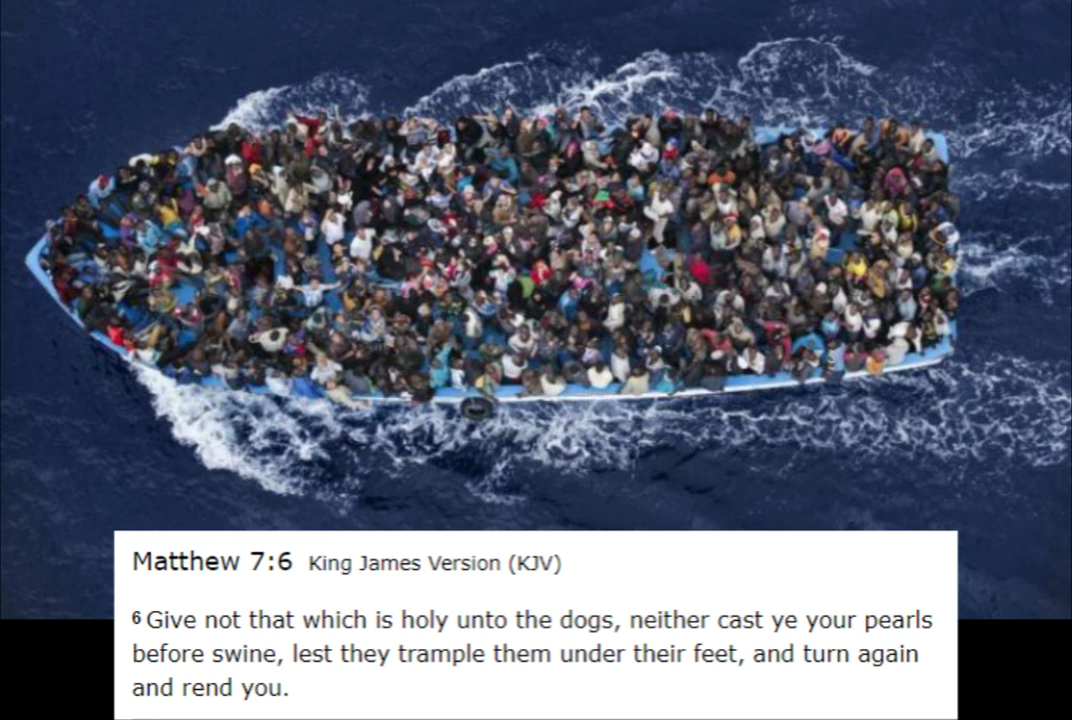 Matthew 7:6 King James Version (KJV)
6 Give not that which is holy unto the dogs, neither cast ye your pearls
before swine, lest they trample them under their feet, and turn again
and rend you.